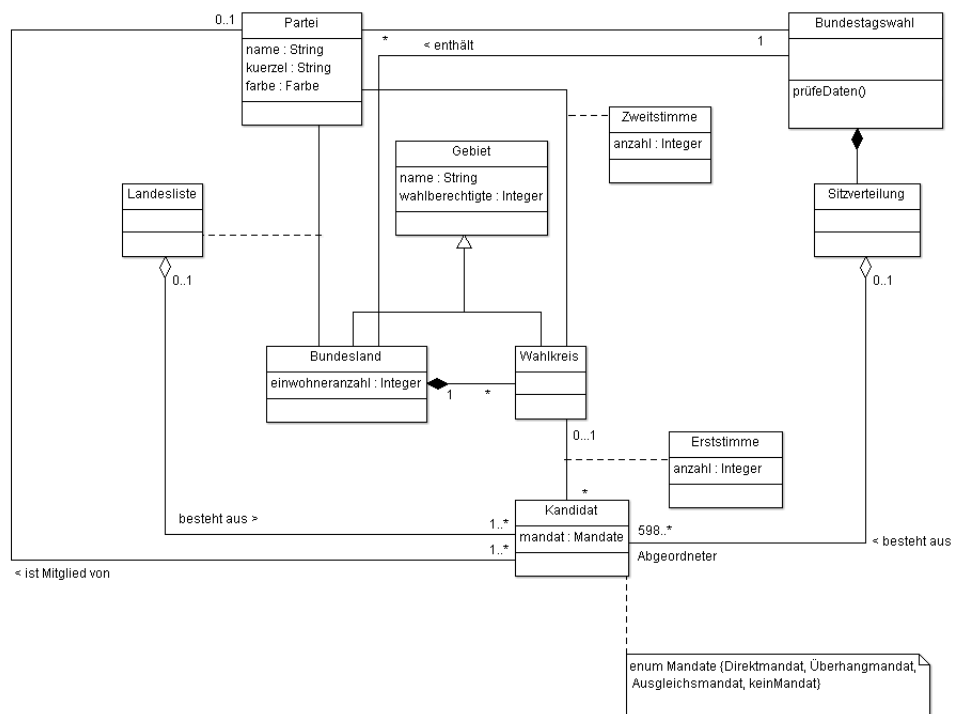 0..1
Partei
Bundestagswahl
*
< enthält
1
name : String
kuerzel : String
farbe : Farbe
prüfeDaten()
Zweitstimme
anzahl : Integer
Gebiet
name : String
wahlberechtigte : Integer
Landesliste
Sitzverteilung
0..1
0..1
Bundesland
einwohneranzahl : Integer
Wahlkreis
1
*
0...1
Erststimme
anzahl : Integer
*
Kandidat
mandat : Mandate
besteht aus >
1..*
598..*
< besteht aus
1..*
Abgeordneter
< ist Mitglied von
enum Mandate {Direktmandat, Überhangmandat,
Ausgleichsmandat, keinMandat}